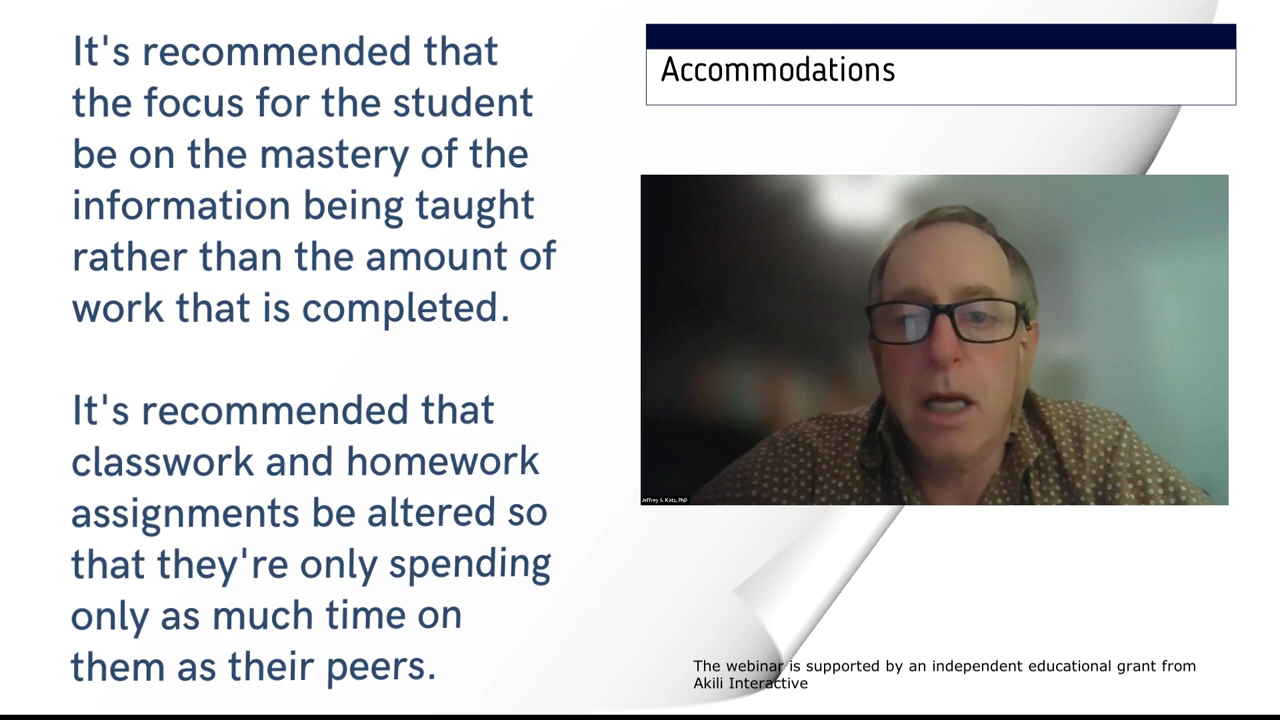 It's recommended that
the focus for the student
be on the mastery of the
information being taught
rather than the amount of
work that is completed.
It's recommended that
classwork and homework
assignments be altered so
that they're only spending
only as much time on
them as their peers.
Accommodations
Jeffrey S. Katz, PhD
The webinar is supported by an independent educational grant from
Akili Interactive